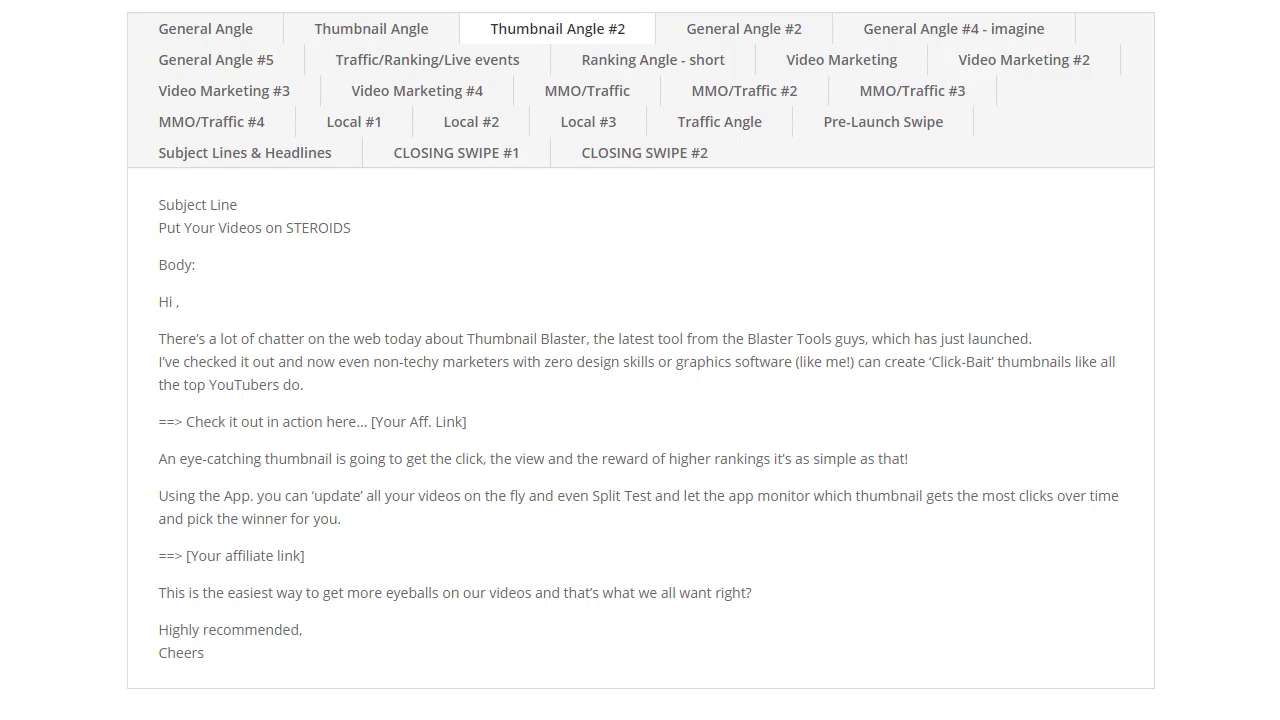 General Angle
Thumbnail Angle
Thumbnail Angle #2
General Angle #2
General Angle #4 - imagine
General Angle #5
Traffic/Ranking/Live events
Ranking Angle - short
Video Marketing
Video Marketing #2
Video Marketing #3
Video Marketing #4
MMO/Traffic
MMO/Traffic #2
MMO/Traffic #3
MMO/Traffic #4
Local #1
Local #2
Local #3
Traffic Angle
Pre-Launch Swipe
Subject Lines & Headlines
CLOSING SWIPE #1
CLOSING SWIPE #2
Subject Line
Put Your Videos on STEROIDS
Body:
Hi ,
There’s a lot of chatter on the web today about Thumbnail Blaster, the latest tool from the Blaster Tools guys, which has just launched.
I’ve checked it out and now even non-techy marketers with zero design skills or graphics software (like me!) can create ‘Click-Bait’ thumbnails like all
the top YouTubers do.
==> Check it out in action here… [Your Aff. Link]
An eye-catching thumbnail is going to get the click, the view and the reward of higher rankings it’s as simple as that!
Using the App. you can ‘update’ all your videos on the fly and even Split Test and let the app monitor which thumbnail gets the most clicks over time
and pick the winner for you.
==> [Your affiliate link]
This is the easiest way to get more eyeballs on our videos and that’s what we all want right?
Highly recommended,
Cheers